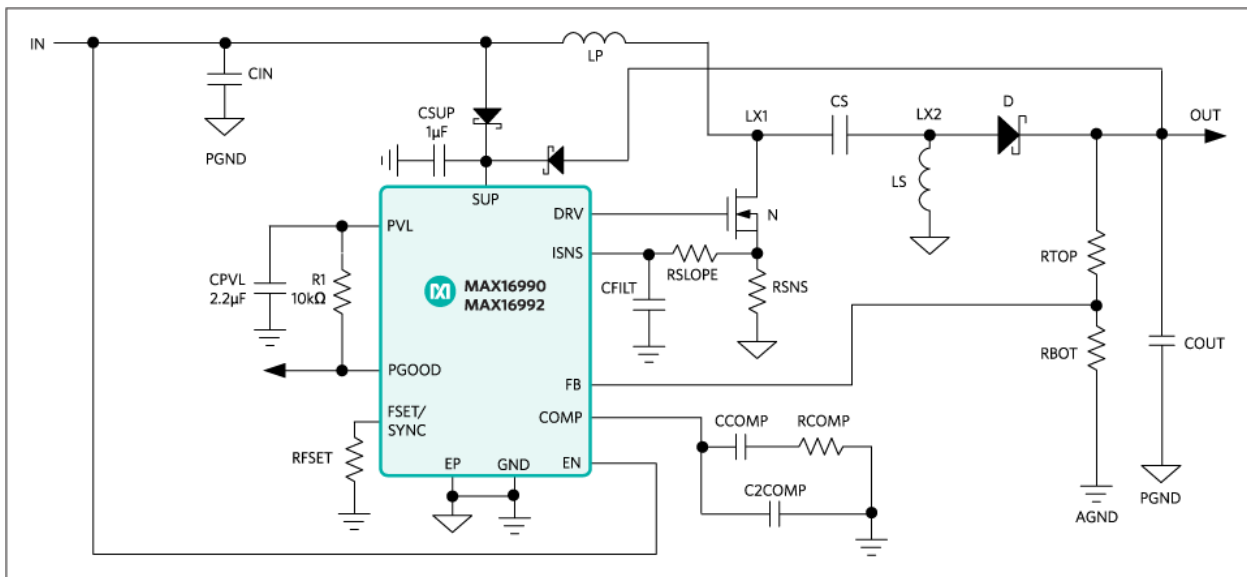 IN
LP
CIN
PGND
CSUP
1µF
LX1
CS
LX2
D
OUT
LS
SUP
DRV
N
PVL
ISNS
RSLOPE
RTOP
CPVL
2.2µF
R1
10kΩ
MAX16990
MAX16992
CFILT
RSNS
PGOOD
FB
RBOT
COUT
FSET/
SYNC
COMP
CCOMP
RCOMP
RFSET
EP
GND
EN
C2COMP
AGND
PGND